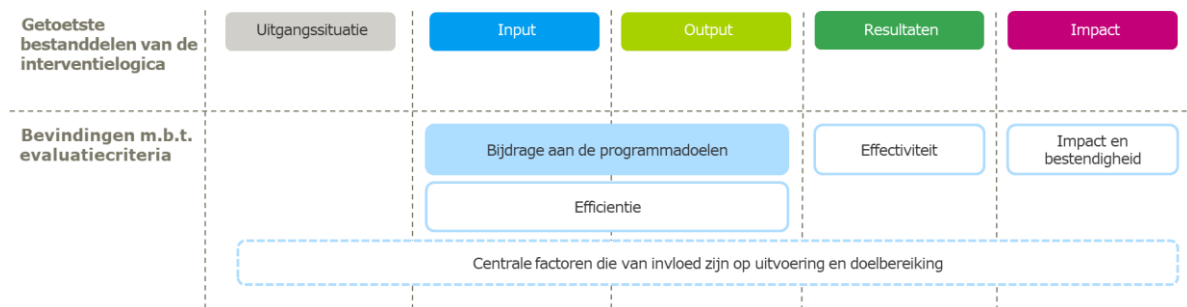 Getoetste
bestanddelen van de
interventielogica
Uitgangssituatie
Input
Output
Resultaten
Impact
Bevindingen m.b.t.
evaluatiecriteria
Bijdrage aan de programmadoelen
Effectiviteit
Impact en
bestendigheid
Efficientie
Centrale factoren die van invloed zijn op uitvoering en doelbereiking